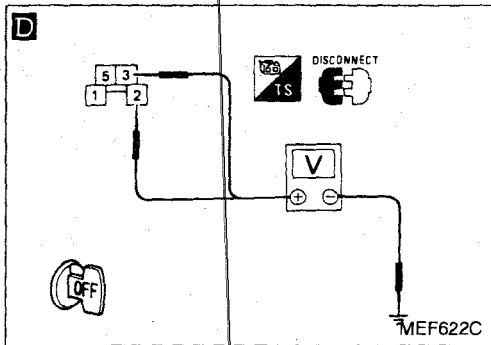 D
DISCONNECT
5 3
1 2
TS
V
+ −
OFF
MEF622C